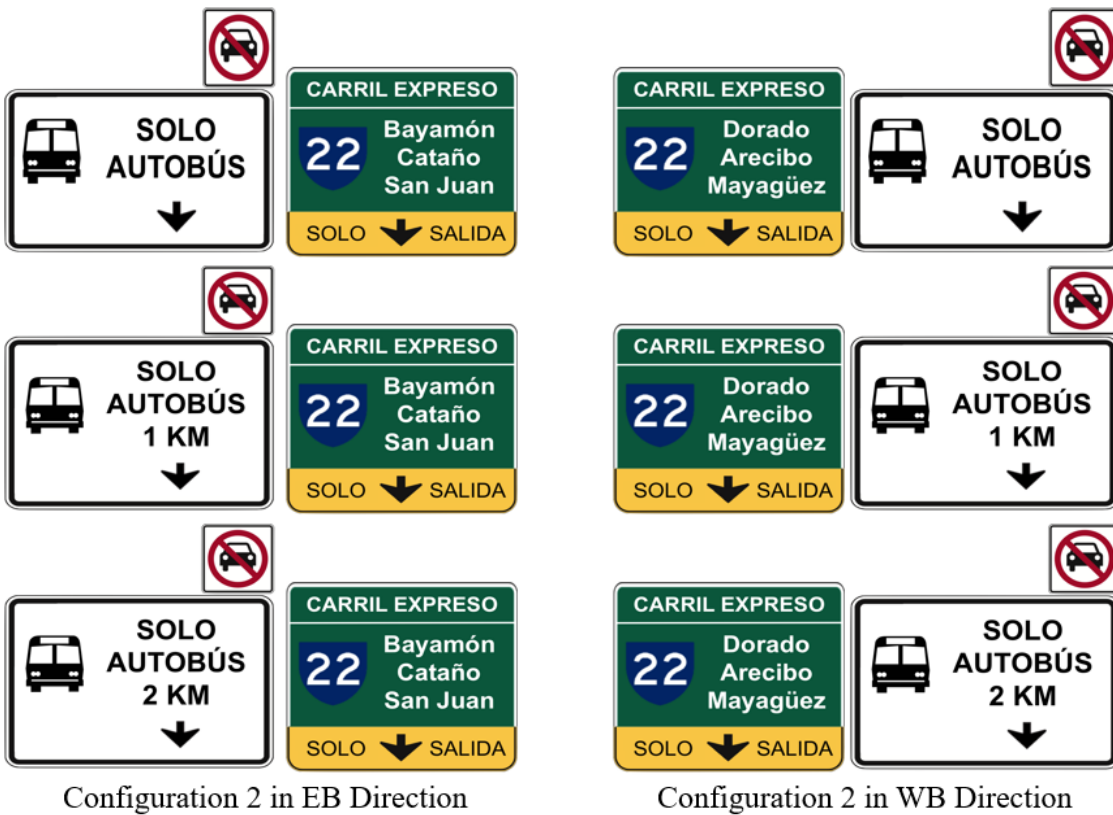 SOLO
AUTOBÚS
CARRIL EXPRESO
22
Bayamón
Cataño
San Juan
SOLO SALIDA
CARRIL EXPRESO
22
Dorado
Arecibo
Mayagüez
SOLO SALIDA
SOLO
AUTOBÚS
SOLO
AUTOBÚS
1 KM
CARRIL EXPRESO
22
Bayamón
Cataño
San Juan
SOLO SALIDA
CARRIL EXPRESO
22
Dorado
Arecibo
Mayagüez
SOLO SALIDA
SOLO
AUTOBÚS
1 KM
SOLO
AUTOBÚS
2 KM
CARRIL EXPRESO
22
Bayamón
Cataño
San Juan
SOLO SALIDA
CARRIL EXPRESO
22
Dorado
Arecibo
Mayagüez
SOLO SALIDA
SOLO
AUTOBÚS
2 KM
Configuration 2 in EB Direction
Configuration 2 in WB Direction